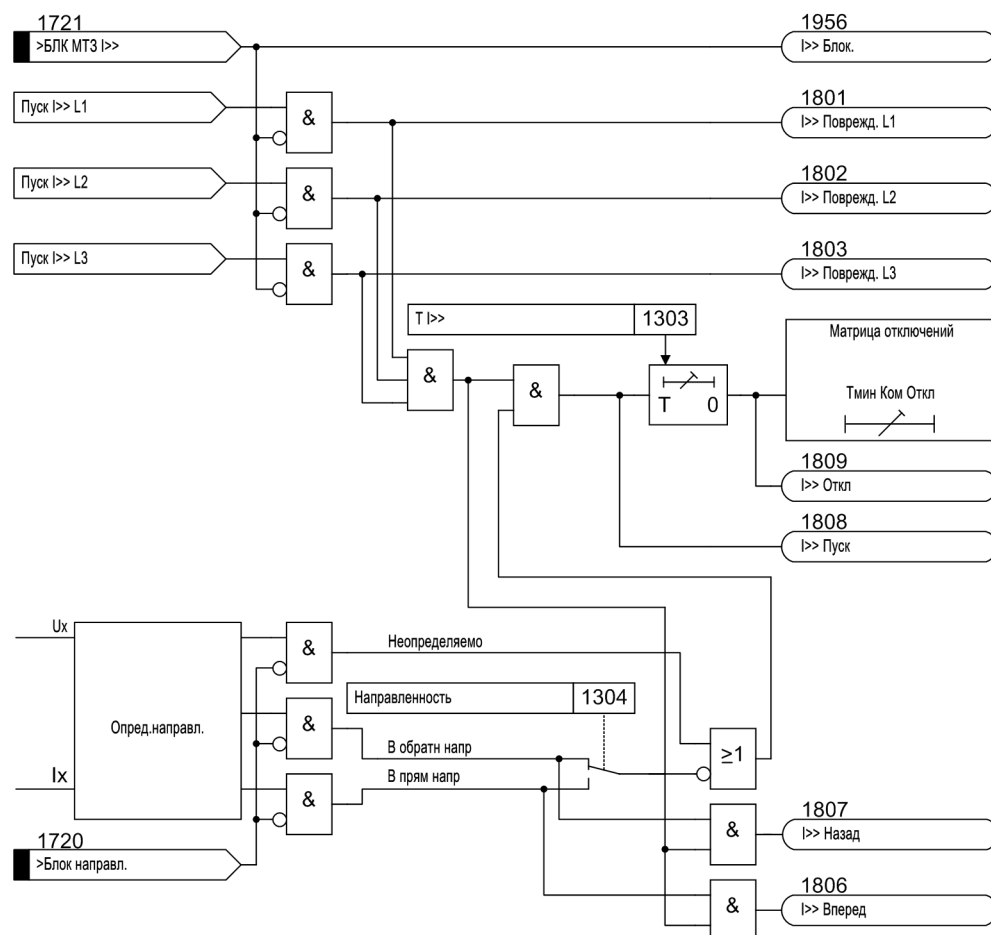 1721
>БЛК МТЗ I>>
1956
I>> Блок.
Пуск I>> L1
&
1801
I>> Поврежд. L1
Пуск I>> L2
&
1802
I>> Поврежд. L2
Пуск I>> L3
&
1803
I>> Поврежд. L3
T I>>
1303
Матрица отключений
&
&
T 0
Тмин Ком Откл
1809
I>> Откл
1808
I>> Пуск
Ux
&
Неопределяемо
Направленность
1304
Опред.направл.
&
В обратн напр
≥1
Ix
&
В прям напр
1807
&
I>> Назад
1720
>Блок направл.
1806
&
I>> Вперед